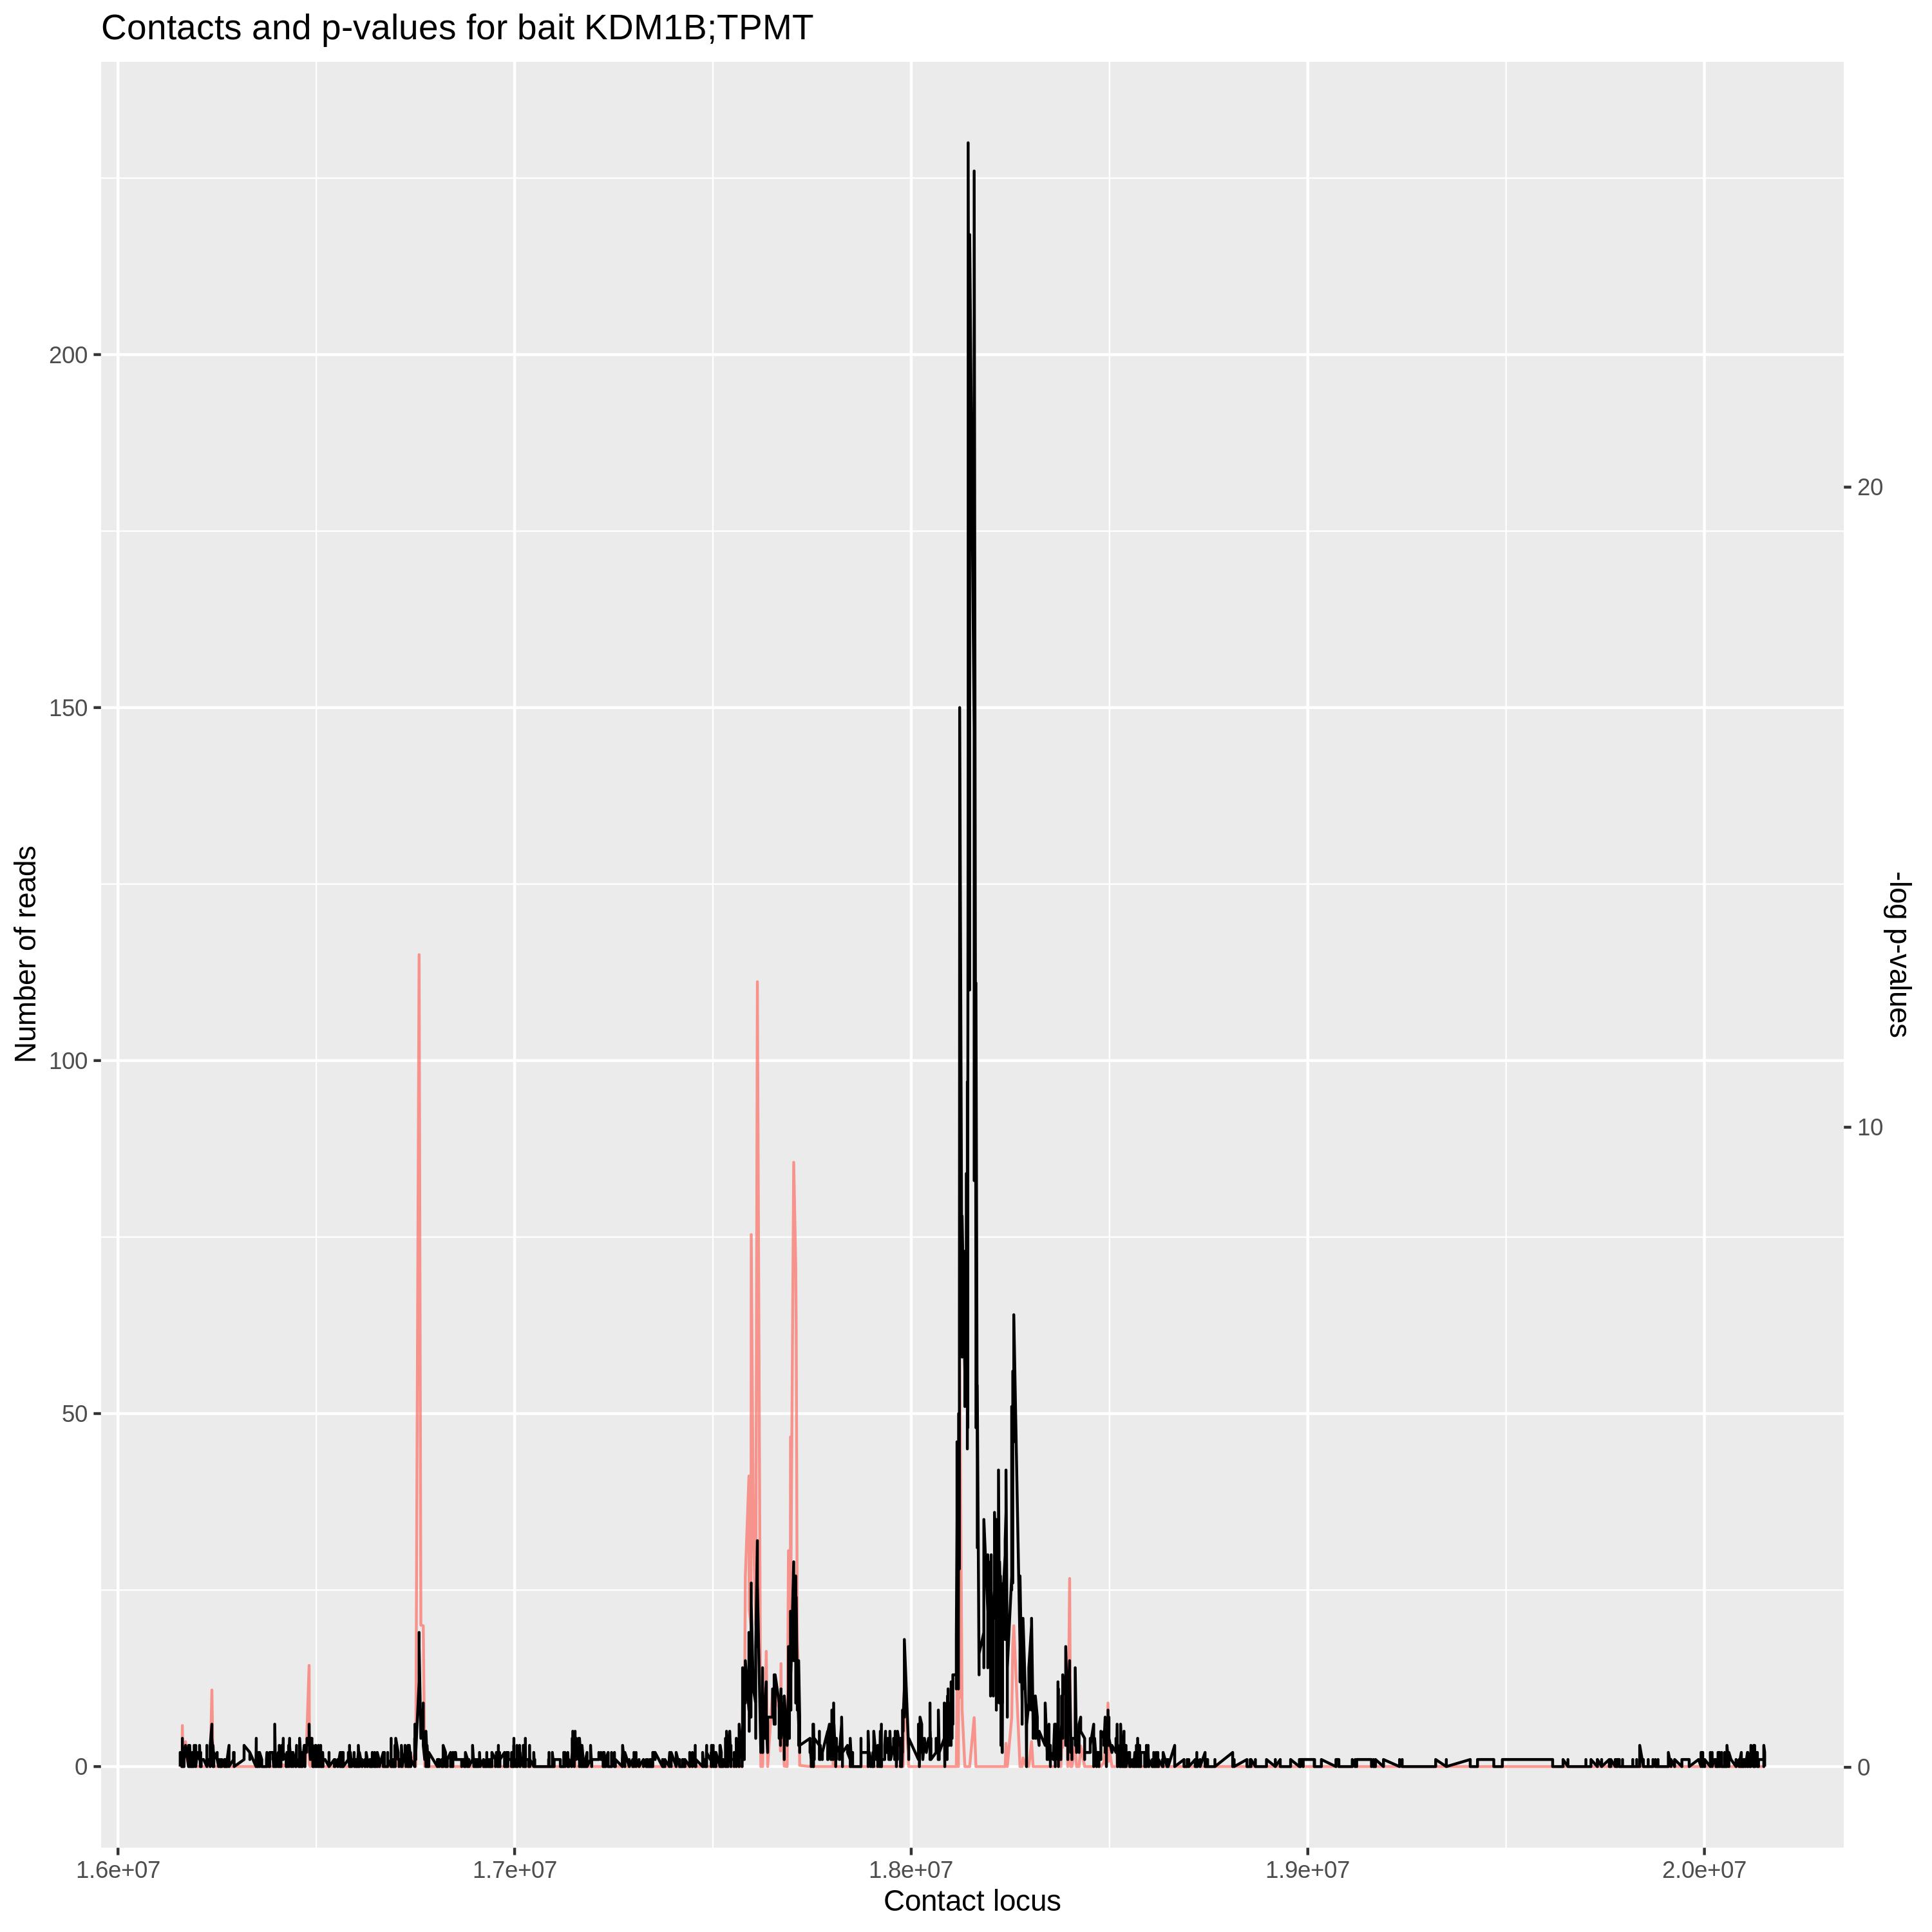 Contacts and p-values for bait KDM1B;TPMT
Number of reads
200
150
100
50
0
20
10
0
-log p-values
1.6e+07
1.7e+07
1.8e+07
1.9e+07
2.0e+07
Contact locus